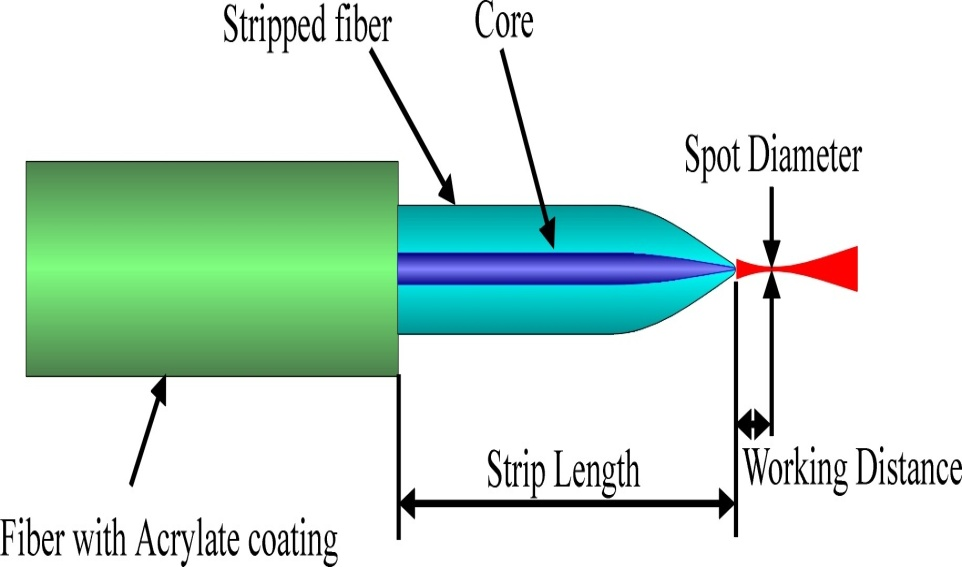 Stripped fiber
Core
Spot Diameter
Strip Length
Working Distance
Fiber with Acrylate coating